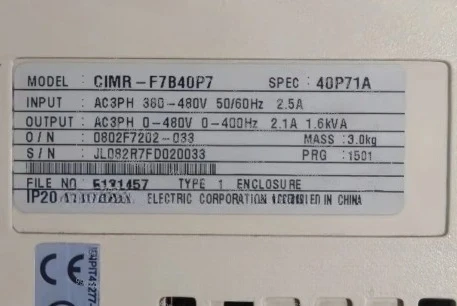 MODEL : CIMR-F7B40P7 SPEC : 40P71A
INPUT : AC3PH 380-480V 50/60Hz 2.5A
OUTPUT : AC3PH 0-480V 0-400Hz 2.1A 1.6kVA
O / N : 0802F7202-033 MASS : 3.0kg
S / N : JL082R7FD020033 PRG : 1501
FILE NO E131457 TYPE 1 ENCLOSURE
IP20 ELECTRIC CORPORATION IN CHINA
CE